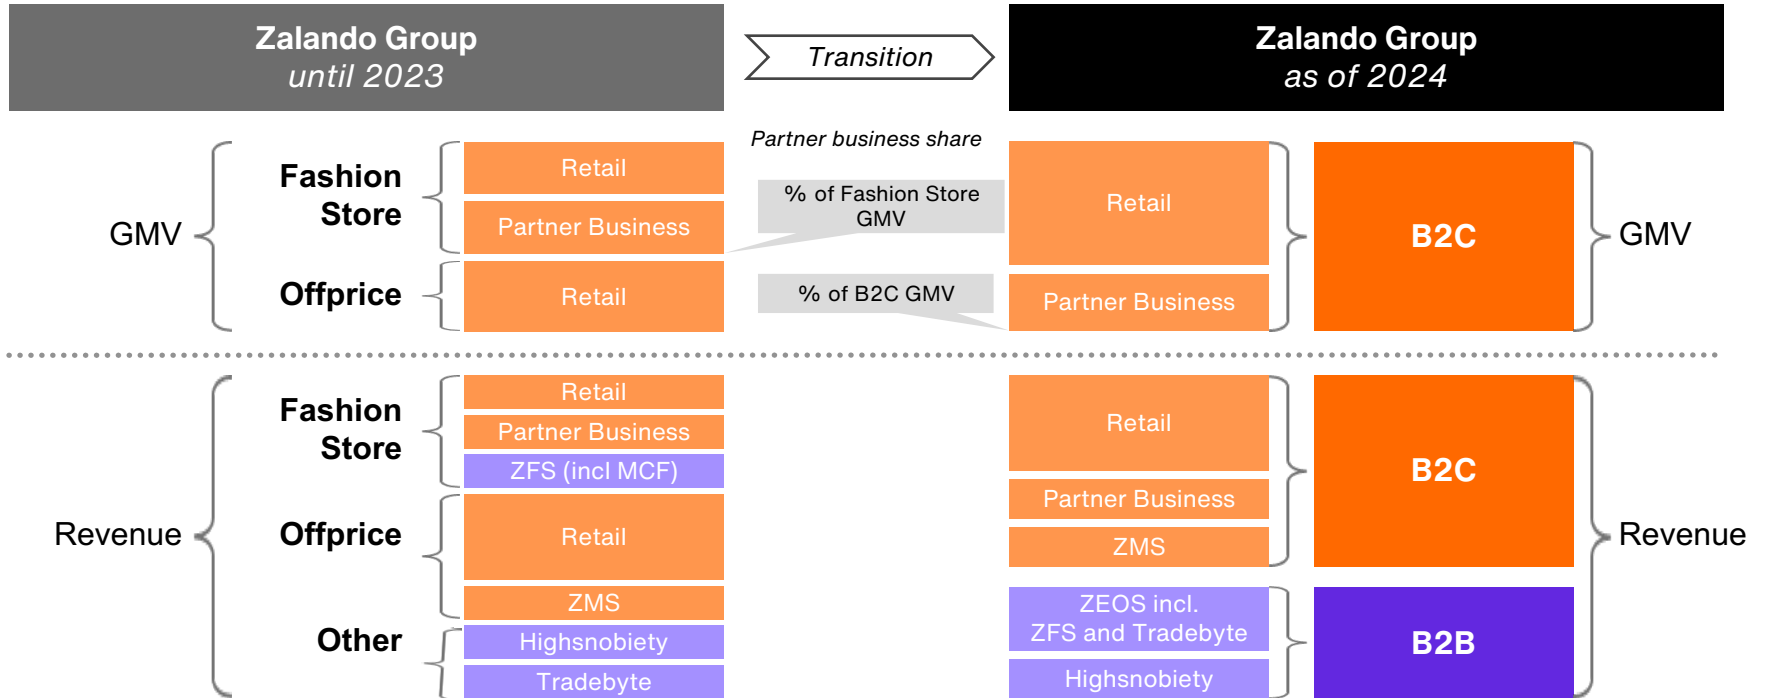 Zalando Group
until 2023
Transition
Zalando Group
as of 2024
Partner business share
GMV
Fashion
Store
Retail
Partner Business
Offprice
Retail
% of Fashion Store
GMV
% of B2C GMV
Retail
Partner Business
B2C
GMV
Revenue
Fashion
Store
Retail
Partner Business
ZFS (incl MCF)
Offprice
Retail
ZMS
Other
Highsnobiety
Tradebyte
Retail
Partner Business
ZMS
B2C
ZEOS incl.
ZFS and Tradebyte
Highsnobiety
B2B
Revenue